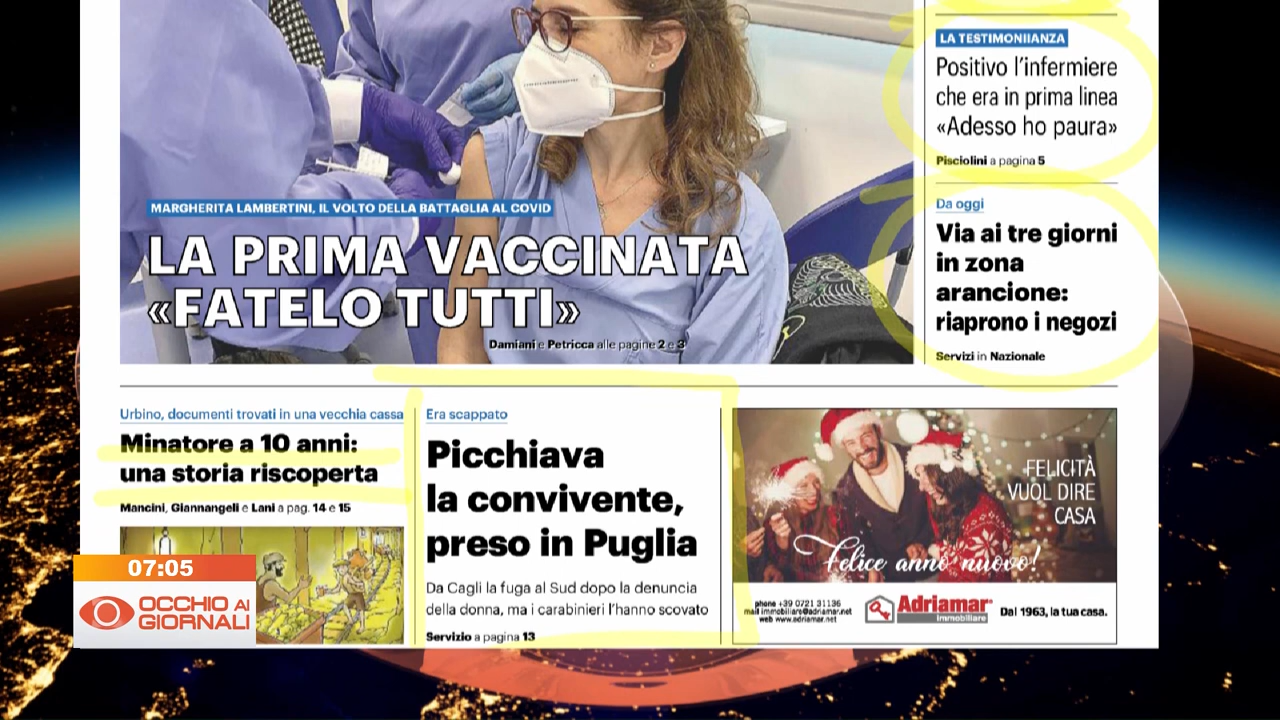 LA TESTIMONIIANZA
Positivo l'infermiere
che era in prima linea
«Adesso ho paura»
Pisciolini a pagina 5
MARGHERITA LAMBERTINI, IL VOLTO DELLA BATTAGLIA AL COVID
LA PRIMA VACCINATA
«FATELO TUTTI»
Damiani e Petricca alle pagine 2 e 3
Da oggi
Via ai tre giorni
in zona
arancione:
riaprono i negozi
Servizi in Nazionale
Urbino, documenti trovati in una vecchia cassa
Minatore a 10 anni:
una storia riscoperta
Mancini, Giannangeli e Lani a pag. 14 e 15
Era scappato
Picchiava
la convivente,
preso in Puglia
Da Cagli la fuga al Sud dopo la denuncia
della donna, ma i carabinieri l'hanno scovato
Servizio a pagina 13
FELICITÀ
VUOL DIRE
CASA
Felice anno nuovo!
phone +39 0721 31136
mail immobiliare@adriamar.net
web www.adriamar.net
Adriamar
immobiliare
Dal 1963, la tua casa.
07:05
OCCHIO AI
GIORNALI